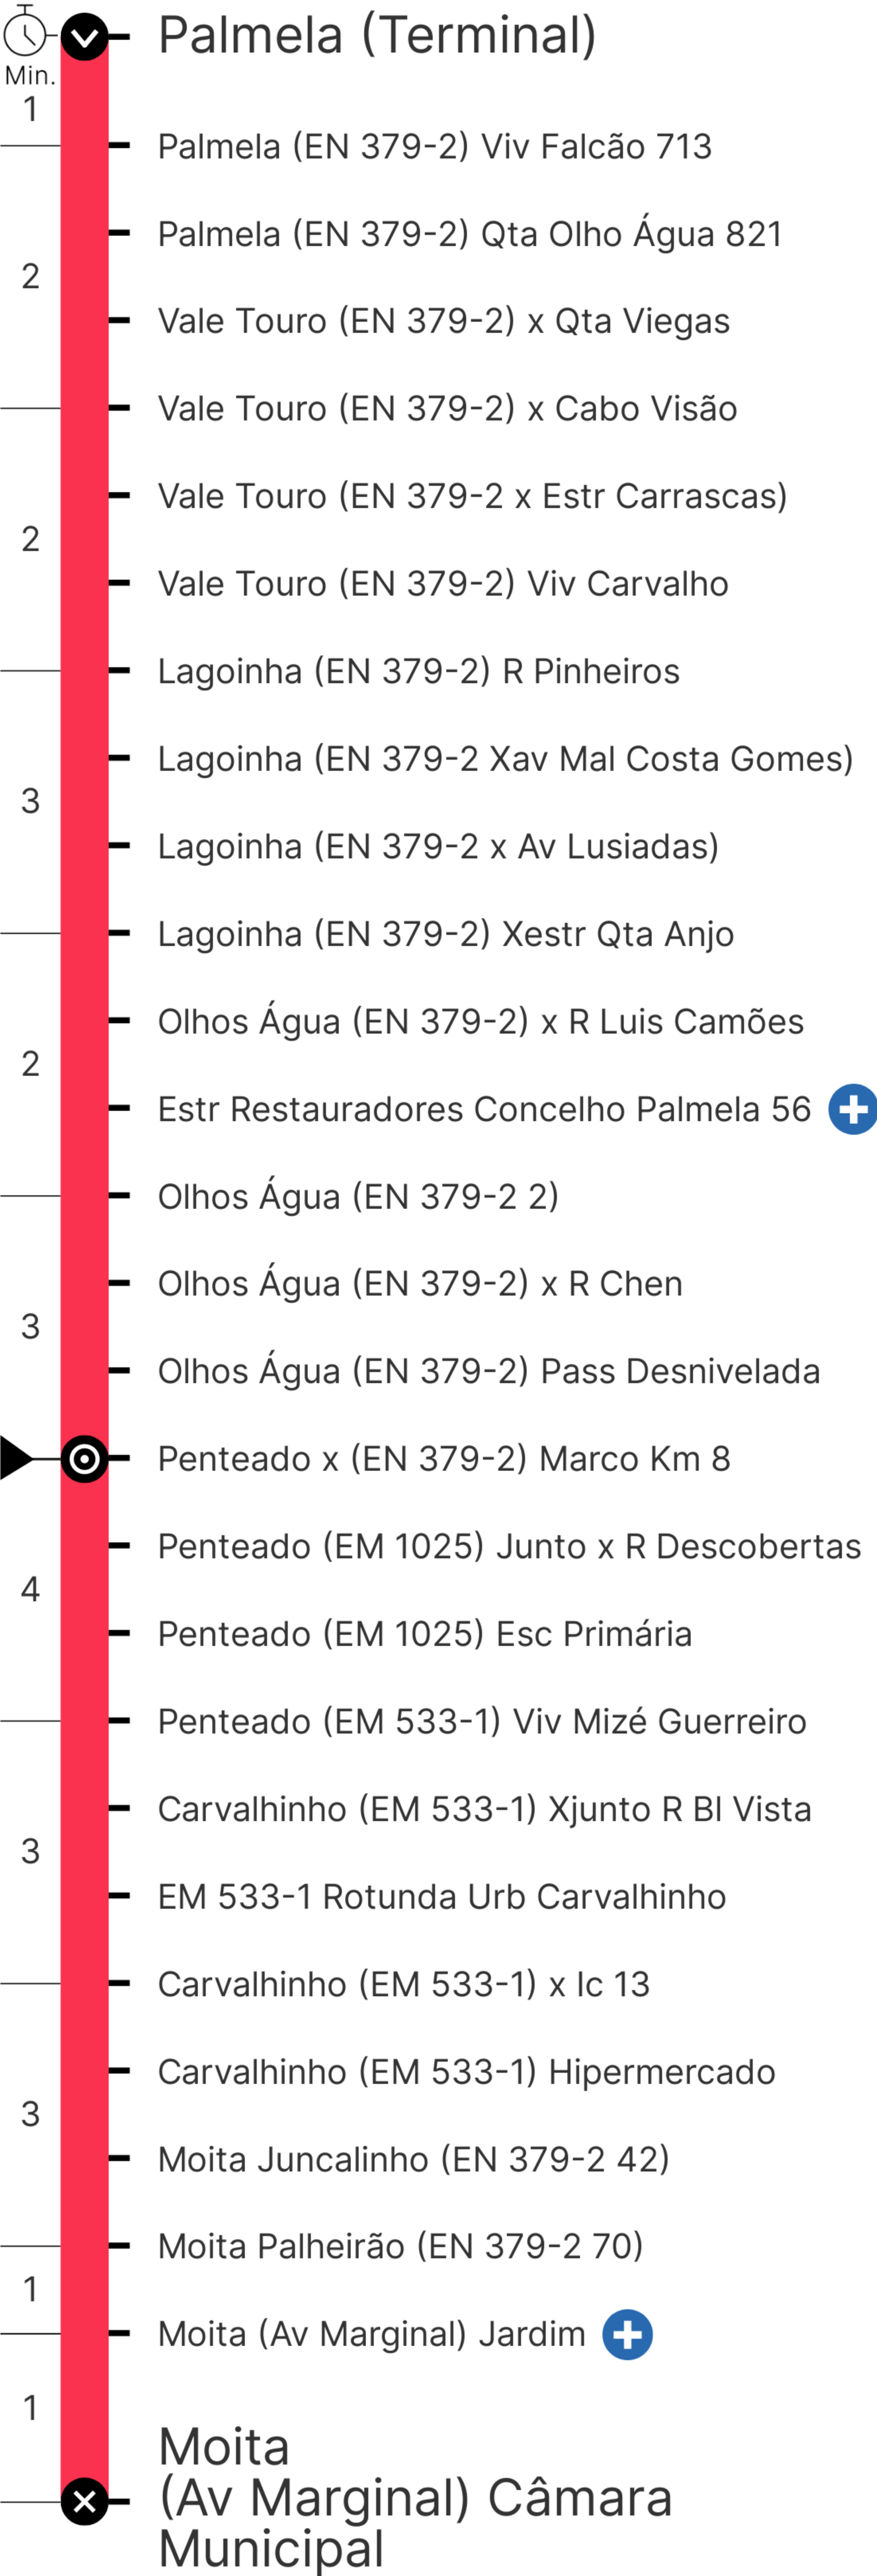 Palmela (Terminal)
Min.
1
Palmela (EN 379-2) Viv Falcão 713
Palmela (EN 379-2) Qta Olho Água 821
2
Vale Touro (EN 379-2) x Qta Viegas
Vale Touro (EN 379-2) x Cabo Visão
Vale Touro (EN 379-2 x Estr Carrascas)
2
Vale Touro (EN 379-2) Viv Carvalho
Lagoinha (EN 379-2) R Pinheiros
Lagoinha (EN 379-2 Xav Mal Costa Gomes)
3
Lagoinha (EN 379-2 x Av Lusiadas)
Lagoinha (EN 379-2) Xestr Qta Anjo
Olhos Água (EN 379-2) x R Luis Camões
2
Estr Restauradores Concelho Palmela 56
Olhos Água (EN 379-2 2)
Olhos Água (EN 379-2) x R Chen
3
Olhos Água (EN 379-2) Pass Desnivelada
Penteado x (EN 379-2) Marco Km 8
Penteado (EM 1025) Junto x R Descobertas
4
Penteado (EM 1025) Esc Primária
Penteado (EM 533-1) Viv Mizé Guerreiro
Carvalhinho (EM 533-1) Xjunto R Bl Vista
3
EM 533-1 Rotunda Urb Carvalhinho
Carvalhinho (EM 533-1) x Ic 13
Carvalhinho (EM 533-1) Hipermercado
3
Moita Juncalinho (EN 379-2 42)
Moita Palheirão (EN 379-2 70)
1
Moita (Av Marginal) Jardim
1
Moita
(Av Marginal) Câmara
Municipal